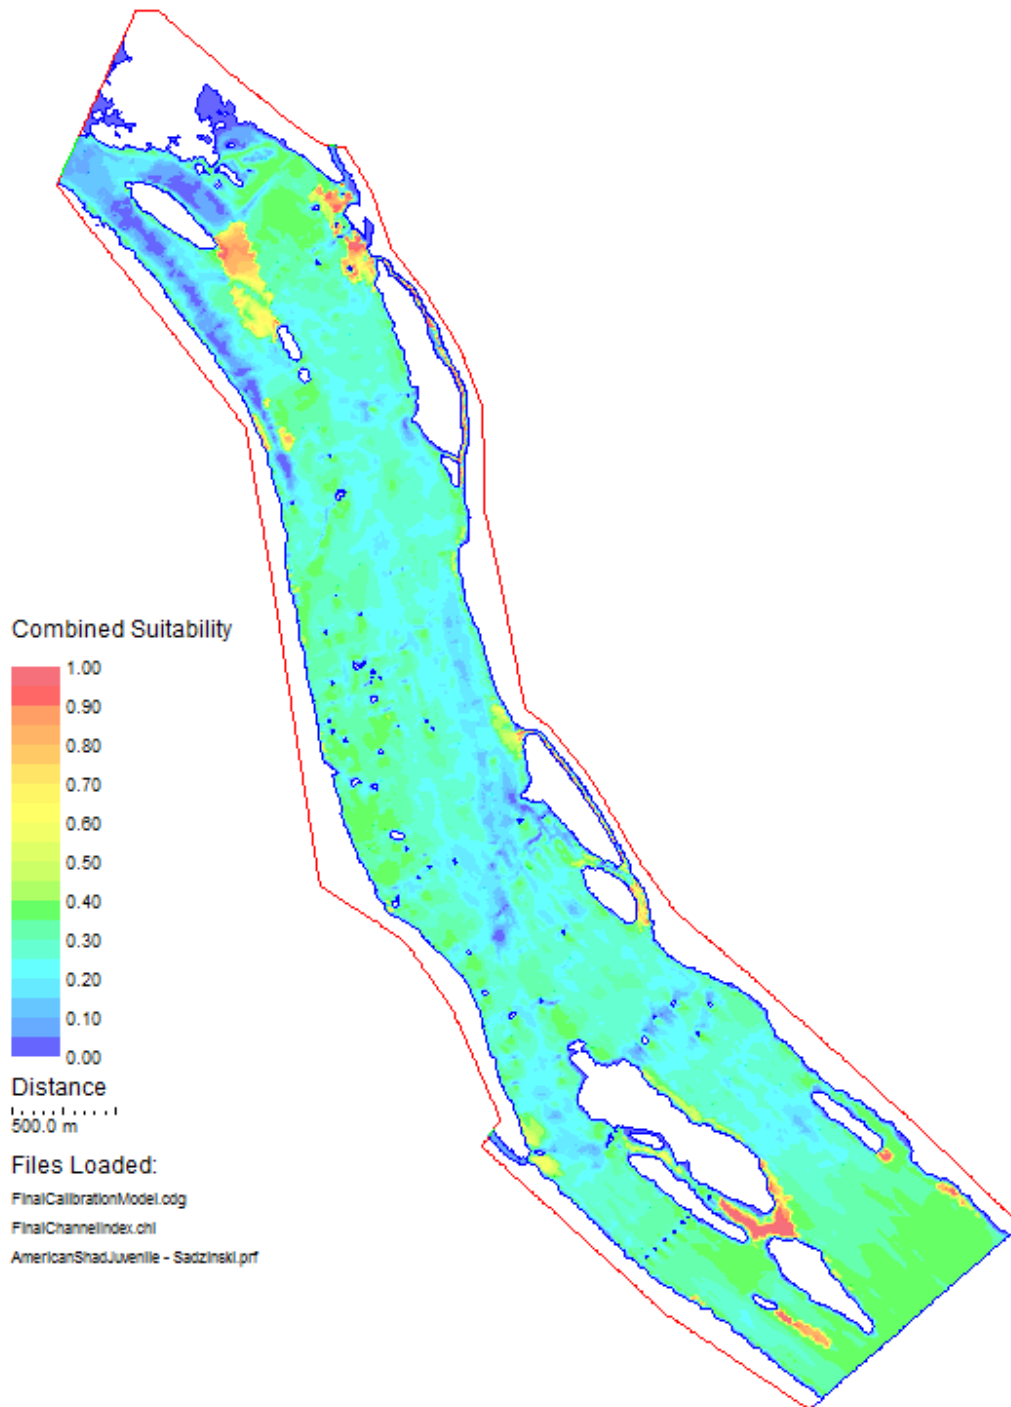 Combined Suitability
1.00
0.90
0.80
0.70
0.60
0.50
0.40
0.30
0.20
0.10
0.00
Distance
500.0 m
Files Loaded:
FinalCalibrationModel.cdg
FinalChannelIndex.chi
AmericanShadJuvenile - Sadzinski.prf